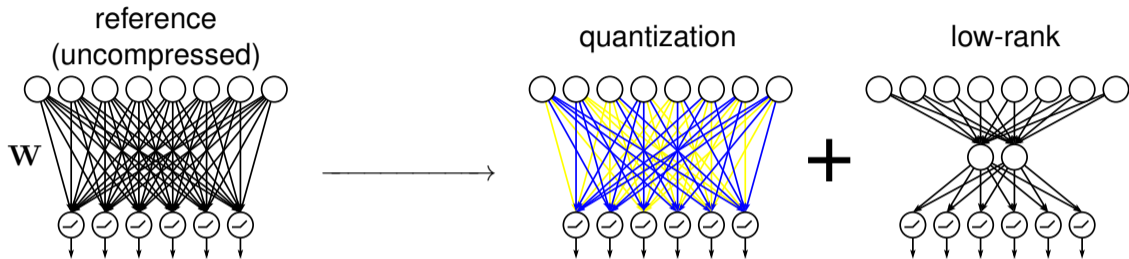 reference
(uncompressed)
quantization
low-rank
W
+